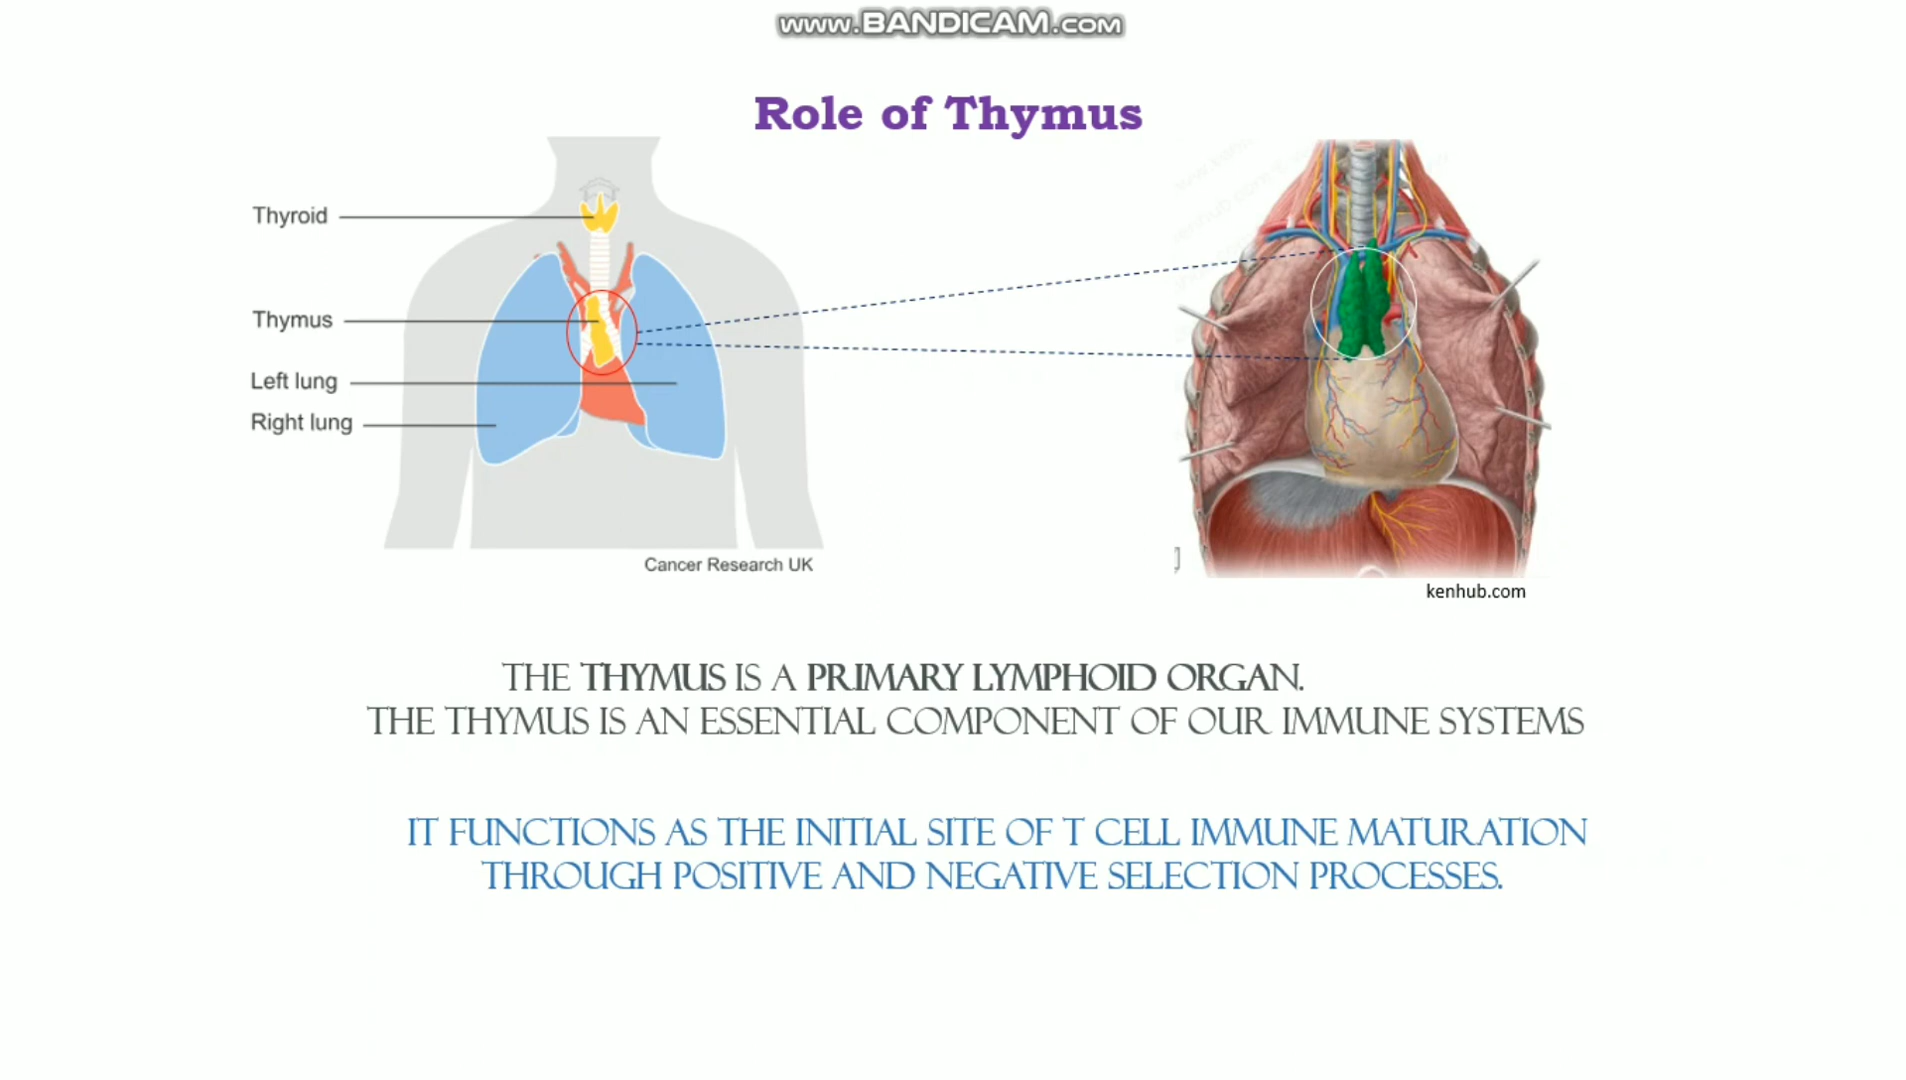 www.BANDICAM.com
Role of Thymus
Thyroid
Thymus
Left lung
Right lung
Cancer Research UK
kenhub.com
THE THYMUS IS A PRIMARY LYMPHOID ORGAN.
THE THYMUS IS AN ESSENTIAL COMPONENT OF OUR IMMUNE SYSTEMS
IT FUNCTIONS AS THE INITIAL SITE OF T CELL IMMUNE MATURATION
THROUGH POSITIVE AND NEGATIVE SELECTION PROCESSES.